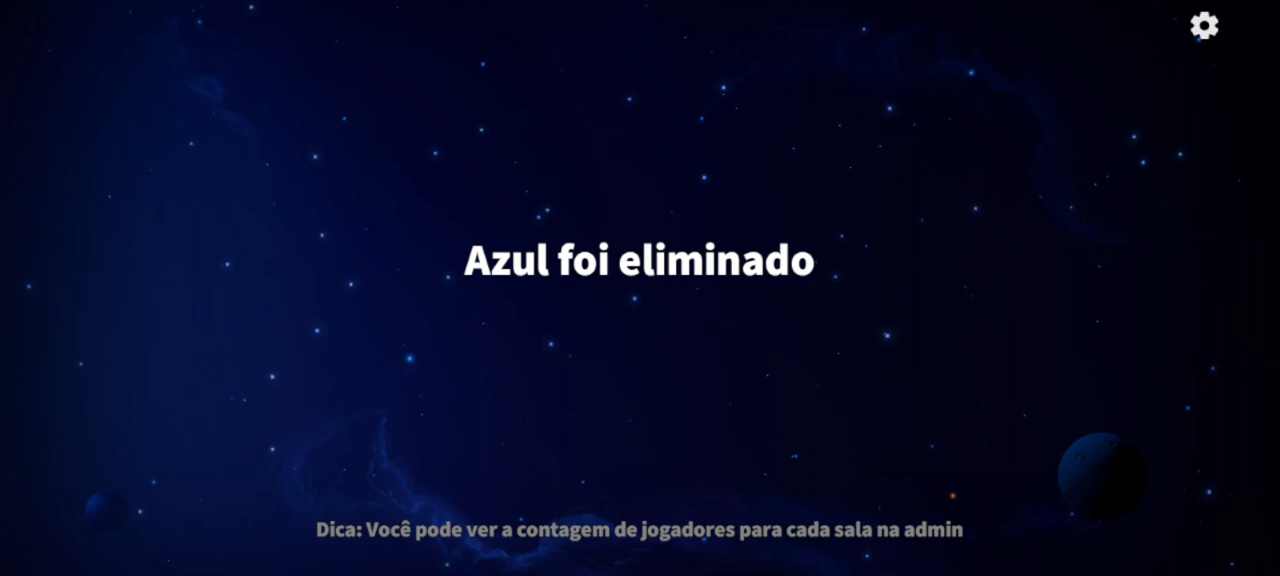 Azul foi eliminado
Dica: Você pode ver a contagem de jogadores para cada sala na admin